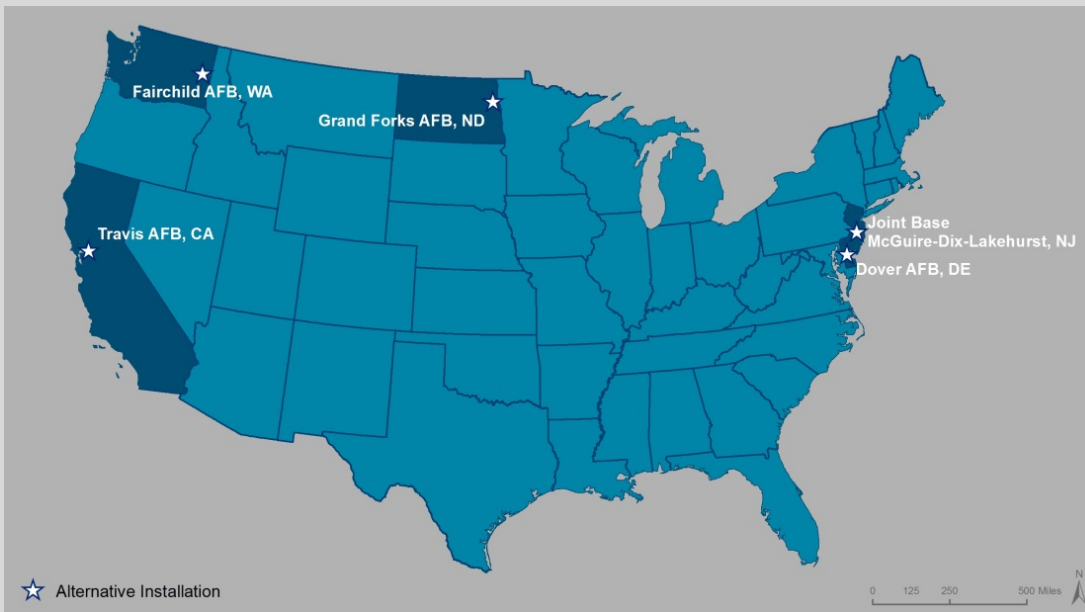 Fairchild AFB, WA
Grand Forks AFB, ND
Travis AFB, CA
Joint Base
McGuire-Dix-Lakehurst, NJ
Dover AFB, DE
Alternative Installation
0 125 250 500 Miles
N